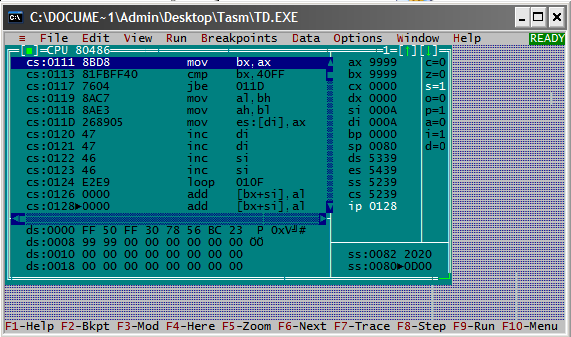 C:\DOCUME~1\Admin\Desktop\Tasm\TD.EXE
≡ File Edit View Run Breakpoints Data Options Window Help READY
[■]=CPU 80486 1=[↑][↓]
cs:0111 8BD8 mov bx,ax ax 9999 c=0
cs:0113 81FBFF40 cmp bx,40FF bx 9999 z=0
cs:0117 7604 jbe 011D cx 0000 s=1
cs:0119 8AC7 mov al,bh dx 0000 o=0
cs:011B 8AE3 mov ah,bl si 000A p=1
cs:011D 268905 mov es:[di],ax di 000A a=0
cs:0120 47 inc di bp 0000 i=1
cs:0121 47 inc di sp 0080 d=0
cs:0122 46 inc si ds 5339
cs:0123 46 inc si es 5439
cs:0124 E2E9 loop 010F ss 5239
cs:0126 0000 add [bx+si],al cs 5239
cs:0128►0000 add [bx+si],al ip 0128
ds:0000 FF 50 FF 30 78 56 BC 23 P 0xV╝#
ds:0008 99 99 00 00 00 00 00 00 ÖÖ
ds:0010 00 00 00 00 00 00 00 00 ss:0082 2020
ds:0018 00 00 00 00 00 00 00 00 ss:0080►0D00
F1-Help F2-Bkpt F3-Mod F4-Here F5-Zoom F6-Next F7-Trace F8-Step F9-Run F10-Menu